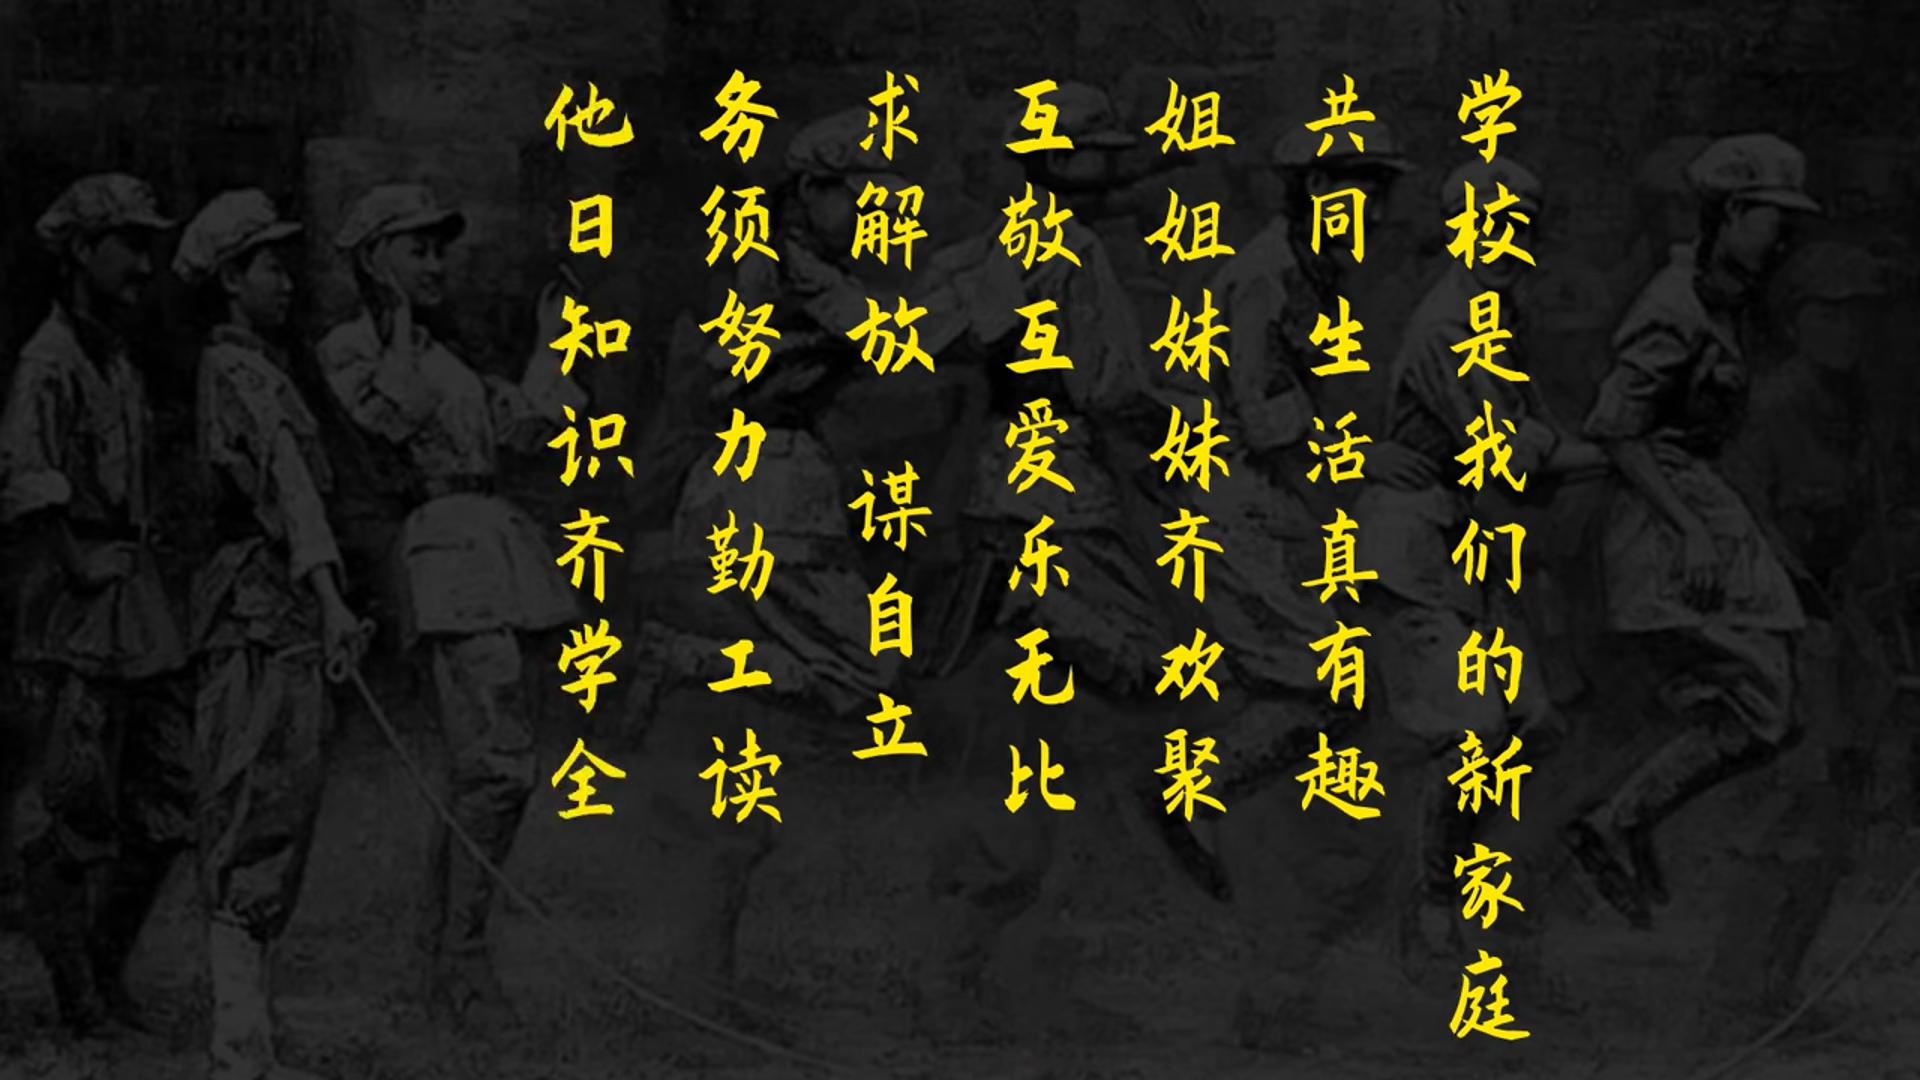 学校是我们的新家庭
共同生活真有趣
姐姐妹妹齐欢聚
互敬互爱乐无比
求解放 谋自立
务须努力勤工读
他日知识齐学全